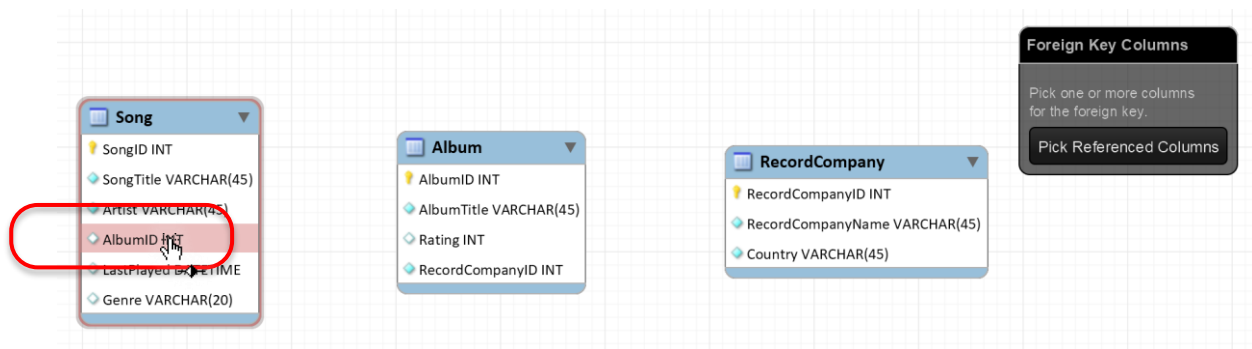 Foreign Key Columns
Pick one or more columns
for the foreign key.
Pick Referenced Columns
Song
SongID INT
SongTitle VARCHAR(45)
Artist VARCHAR(45)
AlbumID INT
LastPlayed DATETIME
Genre VARCHAR(20)
Album
AlbumID INT
AlbumTitle VARCHAR(45)
Rating INT
RecordCompanyID INT
RecordCompany
RecordCompanyID INT
RecordCompanyName VARCHAR(45)
Country VARCHAR(45)